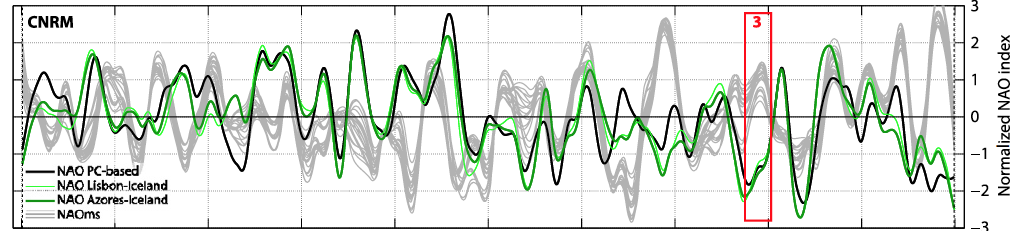 CNRM
3
NAO PC-based
NAO Lisbon-Iceland
NAO Azores-Iceland
NAOms
3
2
1
0
−1
−2
−3
Normalized NAO index